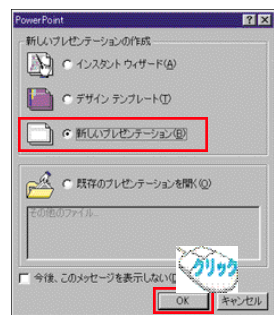 PowerPoint
新しいプレゼンテーションの作成
インスタント ウィザード(A)
デザイン テンプレート(T)
新しいプレゼンテーション(B)
既存のプレゼンテーションを開く(O)
その他のファイル...
クリック
今後、このメッセージを表示しない(D
OK キャンセル